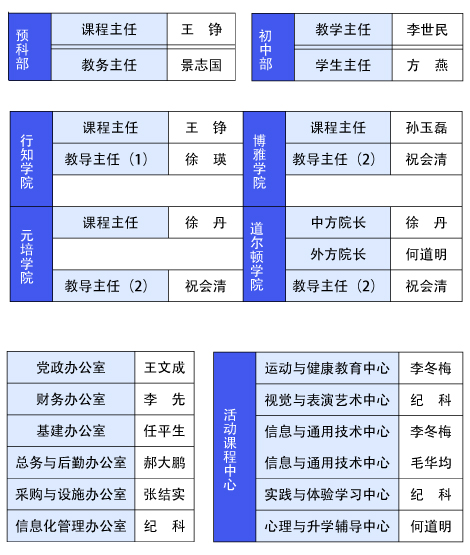 预科部
课程主任 王 铮
教务主任 景志国
初中部
教学主任 李世民
学生主任 方 燕
行知学院
课程主任 王 铮
教导主任（1） 徐 瑛
博雅学院
课程主任 孙玉磊
教导主任（2） 祝会清
元培学院
课程主任 徐 丹
教导主任（2） 祝会清
道尔顿学院
中方院长 徐 丹
外方院长 何道明
教导主任（2） 祝会清
党政办公室 王文成
财务办公室 李 先
基建办公室 任平生
总务与后勤办公室 郝大鹏
采购与设施办公室 张结实
信息化管理办公室 纪 科
活动课程中心
运动与健康教育中心 李冬梅
视觉与表演艺术中心 纪 科
信息与通用技术中心 李冬梅
信息与通用技术中心 毛华均
实践与体验学习中心 纪 科
心理与升学辅导中心 何道明